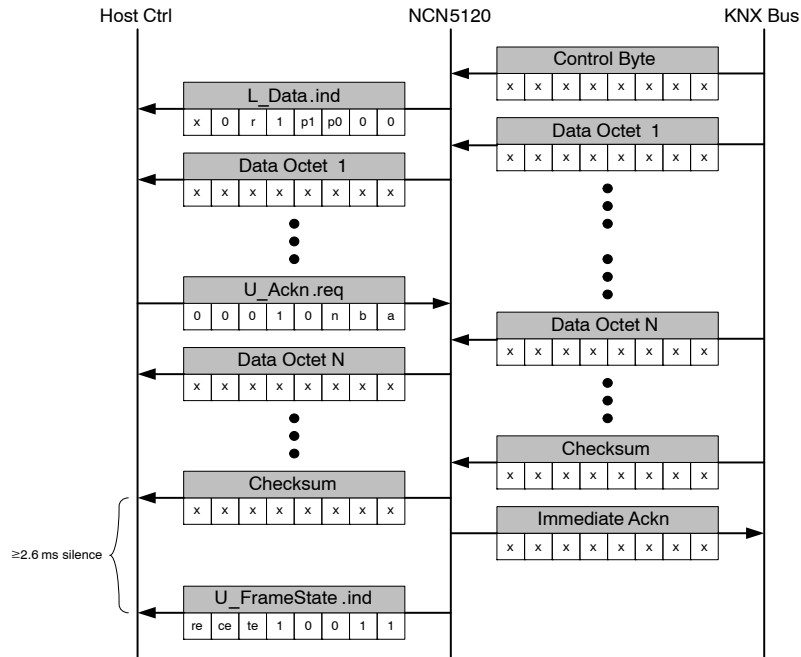 Host Ctrl NCN5120 KNX Bus
Control Byte
x x x x x x x x
L_Data.ind
x 0 r 1 p1 p0 0 0
Data Octet 1
x x x x x x x x
Data Octet 1
x x x x x x x x
U_Ackn.req
0 0 0 1 0 n b a
Data Octet N
x x x x x x x x
Data Octet N
x x x x x x x x
Checksum
x x x x x x x x
Checksum
x x x x x x x x
Immediate Ackn
x x x x x x x x
≥2.6 ms silence
U_FrameState.ind
re ce te 1 0 0 1 1